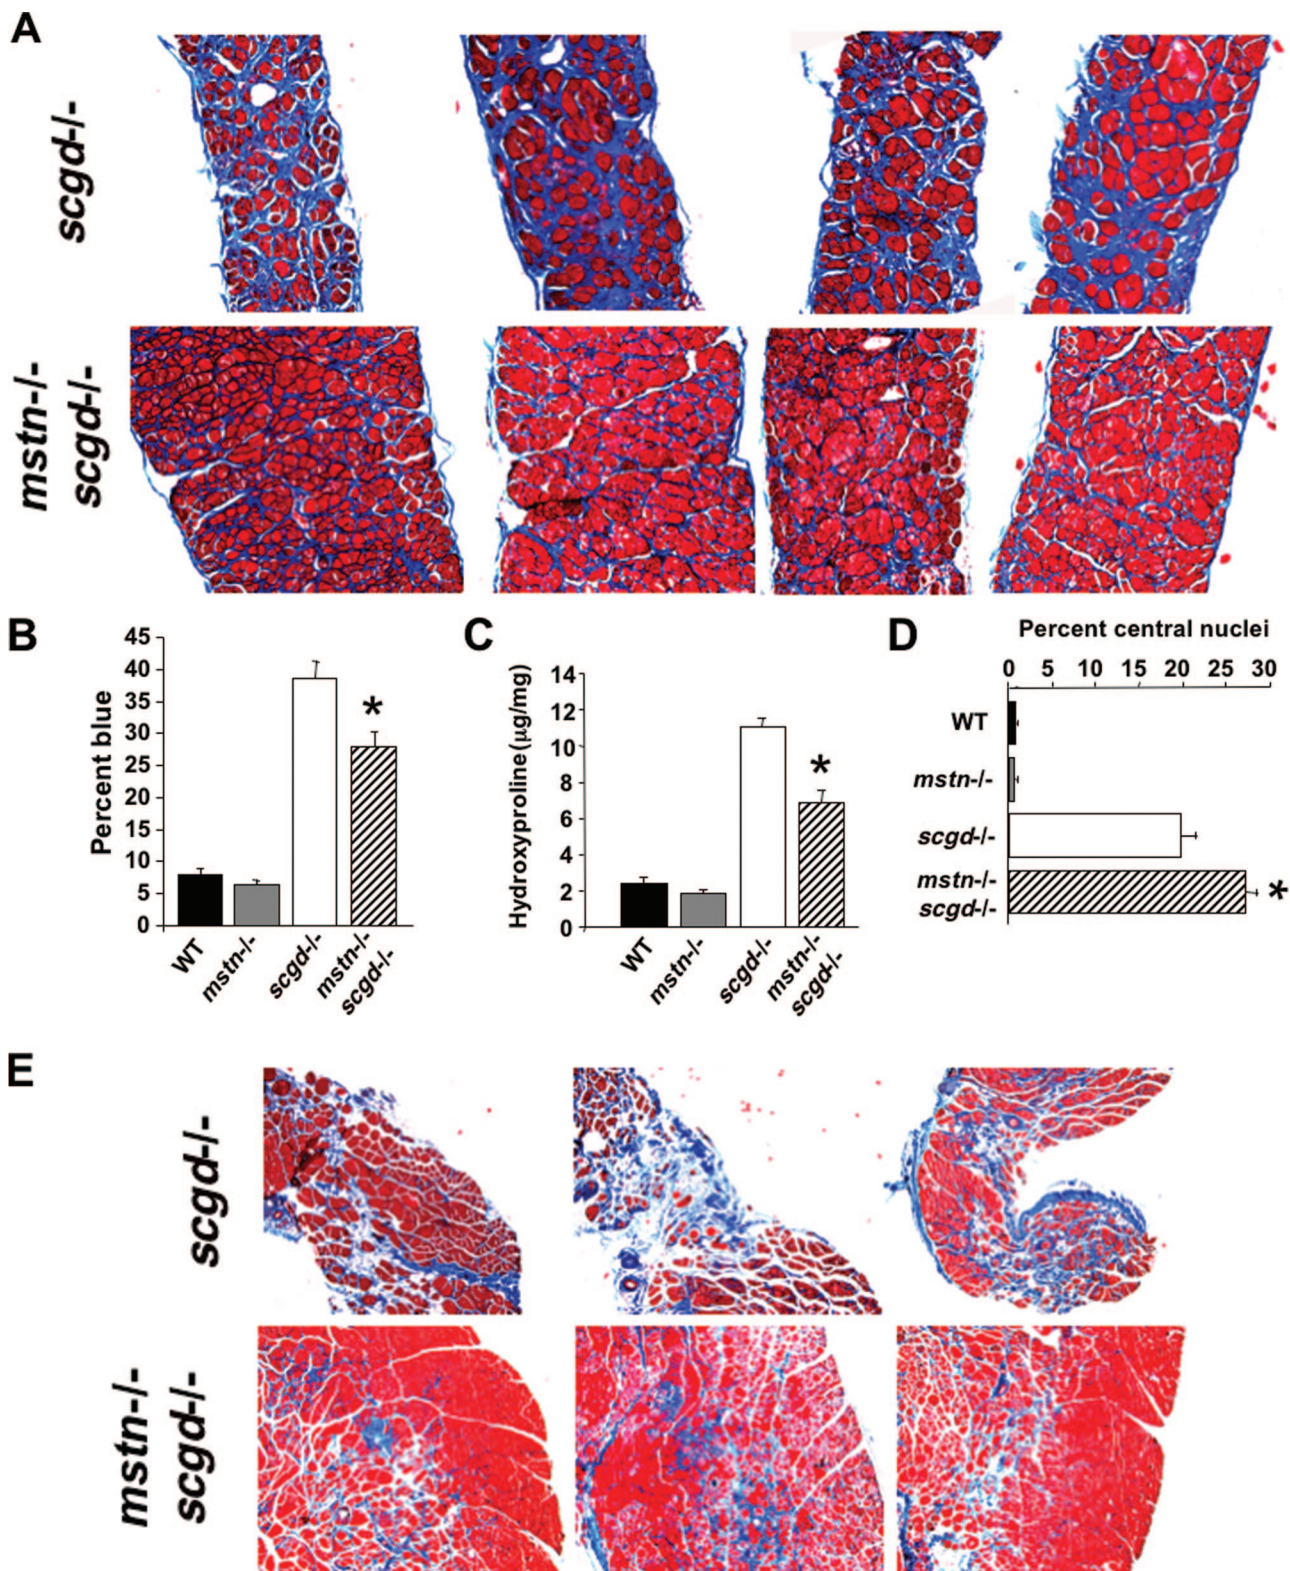 A
scgd-/-
mstn-/-
scgd-/-
B
Percent blue
45
40
35
30
25
20
15
10
5
0
*
WT
mstn-/-
scgd-/-
mstn-/-
scgd-/-
C
Hydroxyproline(µg/mg)
14
12
10
8
6
4
2
0
*
WT
mstn-/-
scgd-/-
mstn-/-
scgd-/-
D
Percent central nuclei
0 5 10 15 20 25 30
WT
mstn-/-
scgd-/-
mstn-/-
scgd-/-
*
E
scgd-/-
mstn-/-
scgd-/-